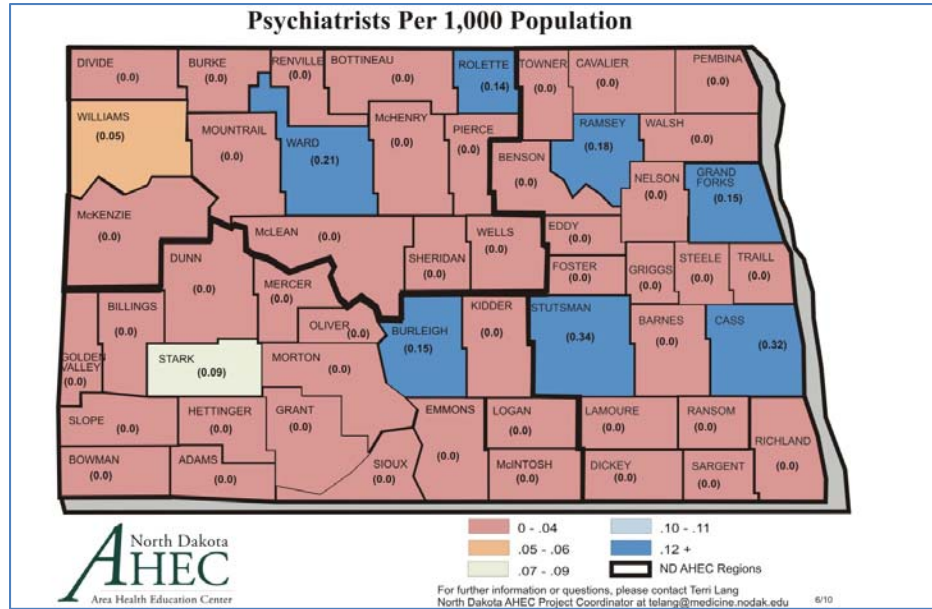 Psychiatrists Per 1,000 Population
DIVIDE
(0.0)
BURKE
(0.0)
RENVILLE
(0.0)
BOTTINEAU
(0.0)
ROLETTE
(0.14)
TOWNER
(0.0)
CAVALIER
(0.0)
PEMBINA
(0.0)
WILLIAMS
(0.05)
MOUNTRAIL
(0.0)
WARD
(0.21)
McHENRY
(0.0)
PIERCE
(0.0)
BENSON
(0.0)
RAMSEY
(0.18)
WALSH
(0.0)
NELSON
(0.0)
GRAND
FORKS
(0.15)
McKENZIE
(0.0)
McLEAN
(0.0)
SHERIDAN
(0.0)
WELLS
(0.0)
EDDY
(0.0)
FOSTER
(0.0)
GRIGGS
(0.0)
STEELE
(0.0)
TRAILL
(0.0)
DUNN
(0.0)
MERCER
(0.0)
OLIVER
(0.0)
BILLINGS
(0.0)
GOLDEN
VALLEY
(0.0)
STARK
(0.09)
MORTON
(0.0)
BURLEIGH
(0.15)
KIDDER
(0.0)
STUTSMAN
(0.34)
BARNES
(0.0)
CASS
(0.32)
SLOPE
(0.0)
HETTINGER
(0.0)
GRANT
(0.0)
EMMONS
(0.0)
LOGAN
(0.0)
LAMOURE
(0.0)
RANSOM
(0.0)
RICHLAND
(0.0)
BOWMAN
(0.0)
ADAMS
(0.0)
SIOUX
(0.0)
McINTOSH
(0.0)
DICKEY
(0.0)
SARGENT
(0.0)
North Dakota
AHEC
Area Health Education Center
0 - .04
.05 - .06
.07 - .09
.10 - .11
.12 +
ND AHEC Regions
For further information or questions, please contact Terri Lang
North Dakota AHEC Project Coordinator at telang@medicine.nodak.edu
6/10